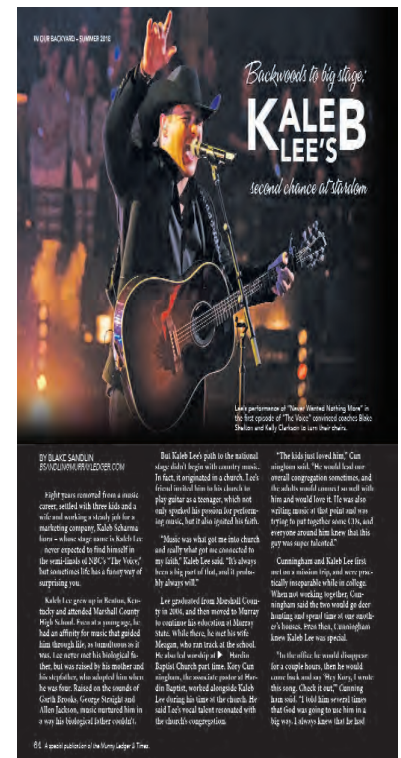 IN OUR BACKYARD – SUMMER 2018
Backwoods to big stage:
KALEB
LEE'S
second chance at stardom
Lee's performance of "Never Wanted Nothing More" in
the first episode of "The Voice" convinced coaches Blake
Shelton and Kelly Clarkson to turn their chairs.
BY BLAKE SANDLIN
BSANDLIN@MURRAYLEDGER.COM
Eight years removed from a music
career, settled with three kids and a
wife and working a steady job for a
marketing company, Kaleb Scharma
horn – whose stage name is Kaleb Lee
never expected to find himself in
the semi-finals of NBC's "The Voice,"
but sometimes life has a funny way of
surprising you.
Kaleb Lee grew up in Benton, Ken-
tucky and attended Marshall County
High School. Even at a young age, he
had an affinity for music that guided
him through life, as tumultuous as it
was. Lee never met his biological fa-
ther, but was raised by his mother and
his stepfather, who adopted him when
he was four. Raised on the sounds of
Garth Brooks, George Straight and
Allen Jackson, music nurtured him in
a way his biological father couldn't.
But Kaleb Lee's path to the national
stage didn't begin with country music.
In fact, it originated in a church. Lee's
friend invited him to his church to
play guitar as a teenager, which not
only sparked his passion for perform-
ing music, but it also ignited his faith.
"Music was what got me into church
and really what got me connected to
my faith," Kaleb Lee said. "It's always
been a big part of that, and it proba-
bly always will."
Lee graduated from Marshall Coun-
ty in 2004, and then moved to Murray
to continue his education at Murray
State. While there, he met his wife
Meagan, who ran track at the school.
He also led worship at Hardin
Baptist Church part time. Kory Cun
ningham, the associate pastor at Har-
din Baptist, worked alongside Kaleb
Lee during his time at the church. He
said Lee's vocal talent resonated with
the church's congregation.
"The kids just loved him," Cun
ningham said. "He would lead our
overall congregation sometimes, and
the adults would connect so well with
him and would love it. He was also
writing music at that point and was
trying to put together some CDs, and
everyone around him knew that this
guy was super talented."
Cunningham and Kaleb Lee first
met on a mission trip, and were prac-
tically inseparable while in college.
When not working together, Cun-
ningham said the two would go deer
hunting and spend time at one anoth-
er's houses. Even then, Cunningham
knew Kaleb Lee was special.
"In the office he would disappear
for a couple hours, then he would
come back and say 'Hey Kory, I wrote
this song. Check it out,'" Cunning
ham said. "I told him several times
that God was going to use him in a
big way. I always knew that he had
64 A special publication of the Murray Ledger & Times